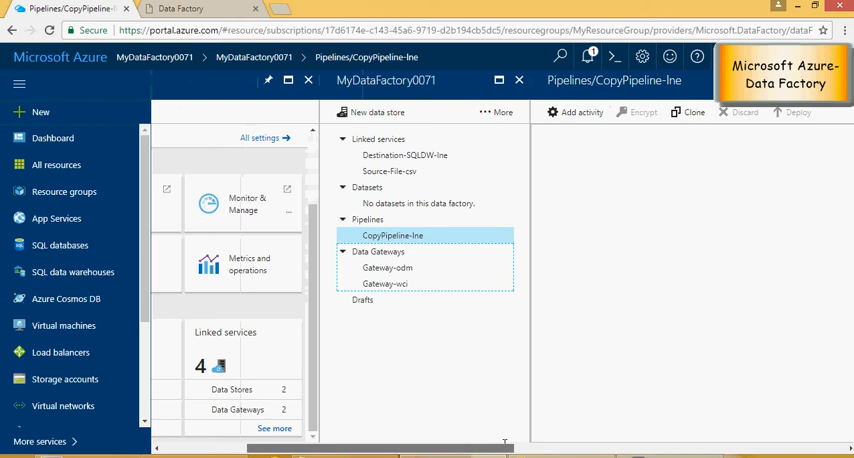 Pipelines/CopyPipeline-lne
Data Factory
Secure
https://portal.azure.com/#resource/subscriptions/17d6174e-c143-45a6-9719-d2b194cb5dc5/resourcegroups/MyResourceGroup/providers/Microsoft.DataFactory/dataF
Microsoft Azure
MyDataFactory0071
MyDataFactory0071
Pipelines/CopyPipeline-lne
1
Microsoft Azure-
Data Factory
New
Dashboard
All resources
Resource groups
App Services
SQL databases
SQL data warehouses
Azure Cosmos DB
Virtual machines
Load balancers
Storage accounts
Virtual networks
More services
All settings
Monitor &
Manage
Metrics and
operations
Linked services
4
Data Stores 2
Data Gateways 2
See more
MyDataFactory0071
New data store
More
Linked services
Destination-SQLDW-lne
Source-File-csv
Datasets
No datasets in this data factory.
Pipelines
CopyPipeline-lne
Data Gateways
Gateway-odm
Gateway-wci
Drafts
Pipelines/CopyPipeline-lne
Add activity
Encrypt
Clone
Discard
Deploy